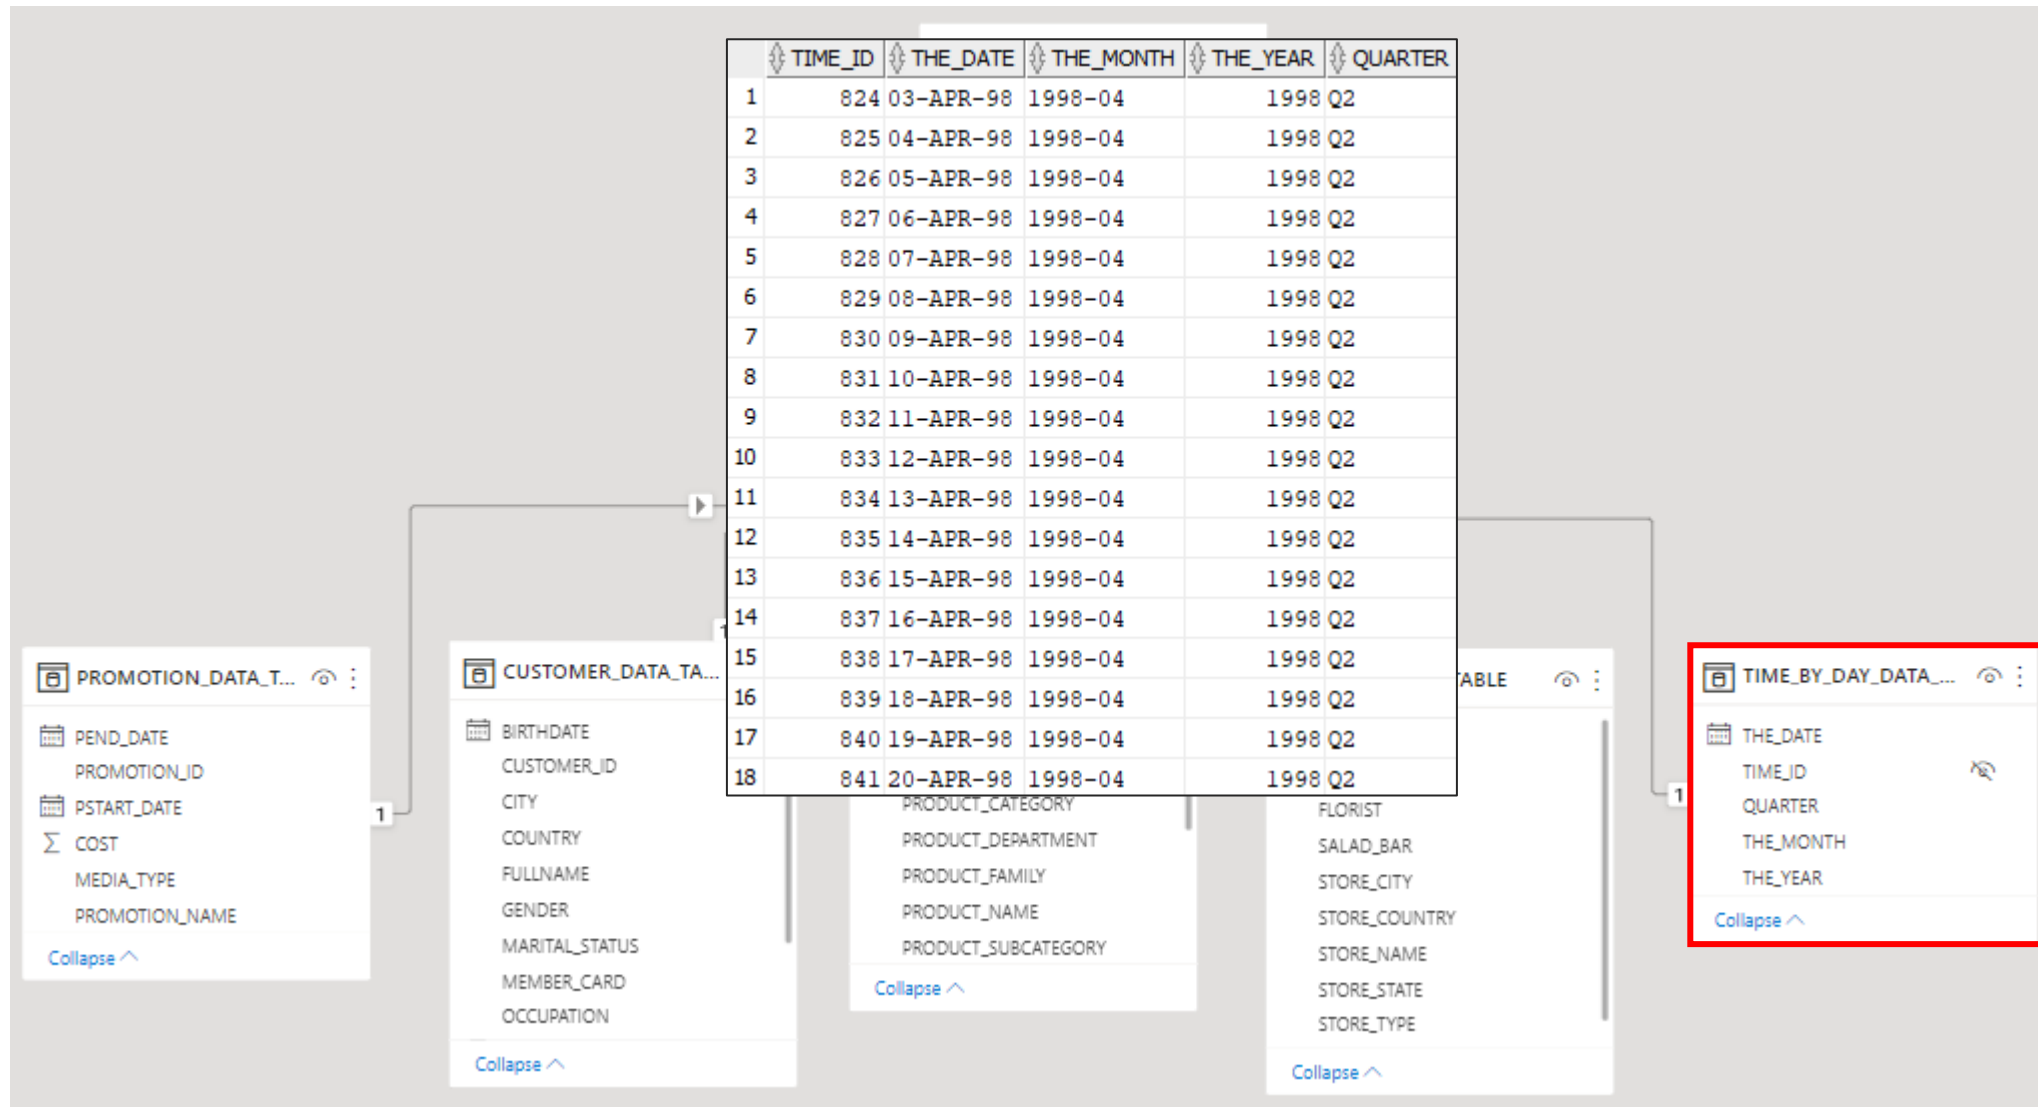 TIME_ID THE_DATE THE_MONTH THE_YEAR QUARTER
1 824 03-APR-98 1998-04 1998 Q2
2 825 04-APR-98 1998-04 1998 Q2
3 826 05-APR-98 1998-04 1998 Q2
4 827 06-APR-98 1998-04 1998 Q2
5 828 07-APR-98 1998-04 1998 Q2
6 829 08-APR-98 1998-04 1998 Q2
7 830 09-APR-98 1998-04 1998 Q2
8 831 10-APR-98 1998-04 1998 Q2
9 832 11-APR-98 1998-04 1998 Q2
10 833 12-APR-98 1998-04 1998 Q2
11 834 13-APR-98 1998-04 1998 Q2
12 835 14-APR-98 1998-04 1998 Q2
13 836 15-APR-98 1998-04 1998 Q2
14 837 16-APR-98 1998-04 1998 Q2
15 838 17-APR-98 1998-04 1998 Q2
16 839 18-APR-98 1998-04 1998 Q2
17 840 19-APR-98 1998-04 1998 Q2
18 841 20-APR-98 1998-04 1998 Q2
PROMOTION_DATA_T...
PEND_DATE
PROMOTION_ID
PSTART_DATE
COST
MEDIA_TYPE
PROMOTION_NAME
Collapse
1
1
CUSTOMER_DATA_TA...
BIRTHDATE
CUSTOMER_ID
CITY
COUNTRY
FULLNAME
GENDER
MARITAL_STATUS
MEMBER_CARD
OCCUPATION
Collapse
PRODUCT_CATEGORY
PRODUCT_DEPARTMENT
PRODUCT_FAMILY
PRODUCT_NAME
PRODUCT_SUBCATEGORY
Collapse
TABLE
FLORIST
SALAD_BAR
STORE_CITY
STORE_COUNTRY
STORE_NAME
STORE_STATE
STORE_TYPE
Collapse
1
TIME_BY_DAY_DATA_...
THE_DATE
TIME_ID
QUARTER
THE_MONTH
THE_YEAR
Collapse